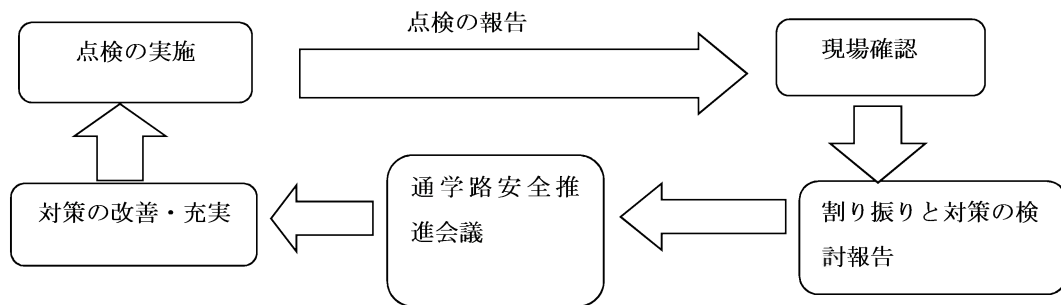 点検の実施
点検の報告
現場確認
対策の改善・充実
通学路安全推
進会議
割り振りと対策の検
討報告